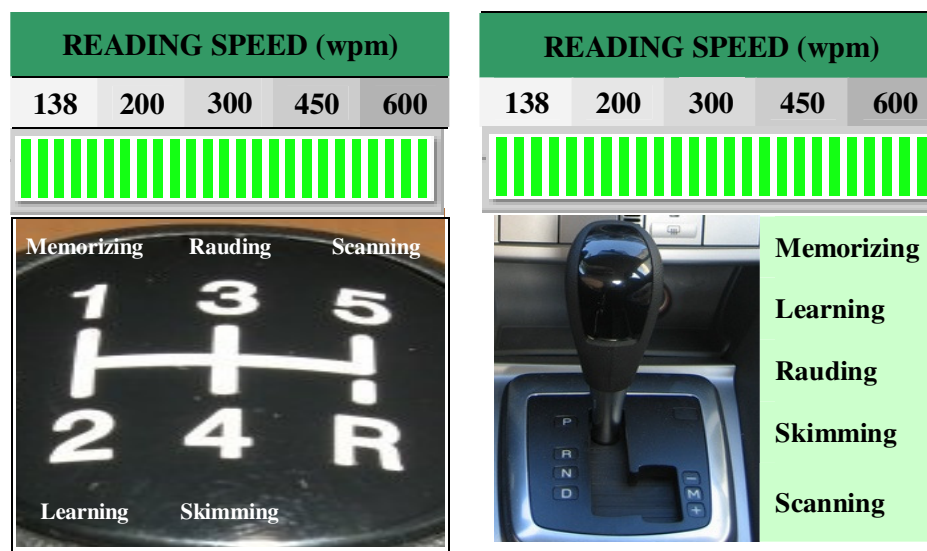 READING SPEED (wpm)
138 200 300 450 600
Memorizing Rauding Scanning
1 3 5
2 4 R
Learning Skimming
READING SPEED (wpm)
138 200 300 450 600
P
R
N
D
−
M
+
Memorizing
Learning
Rauding
Skimming
Scanning